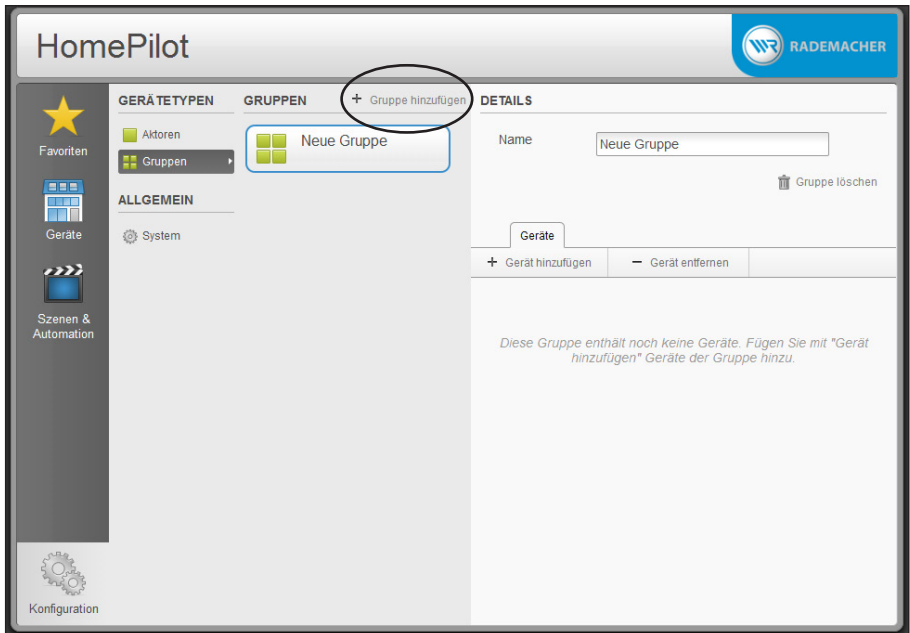 HomePilot
WR RADEMACHER
Favoriten
Geräte
Szenen &
Automation
Konfiguration
GERÄTETYPEN
Aktoren
Gruppen
ALLGEMEIN
System
GRUPPEN
+ Gruppe hinzufügen
Neue Gruppe
DETAILS
Name
Neue Gruppe
Gruppe löschen
Geräte
+ Gerät hinzufügen
− Gerät entfernen
Diese Gruppe enthält noch keine Geräte. Fügen Sie mit "Gerät
hinzufügen" Geräte der Gruppe hinzu.